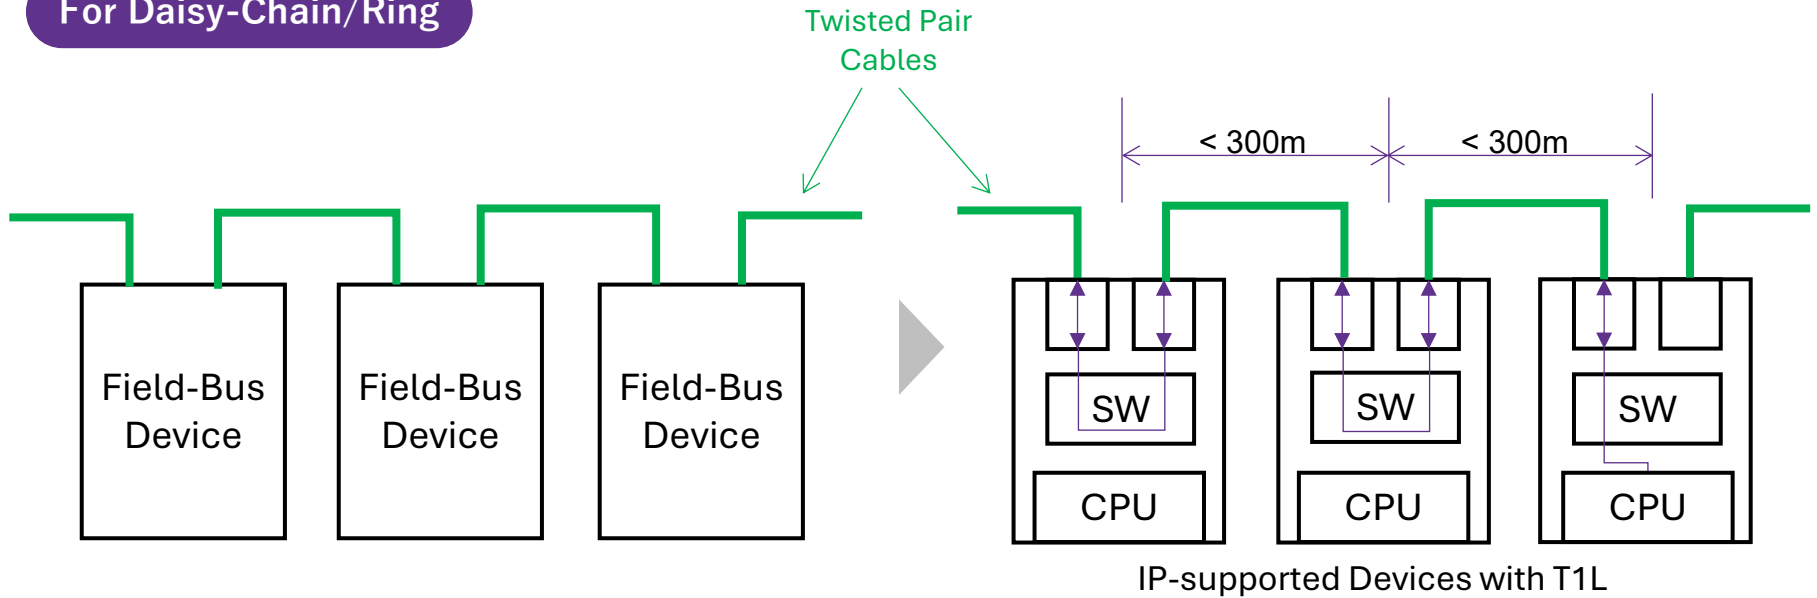 For Daisy-Chain/Ring
Twisted Pair
Cables
< 300m
< 300m
Field-Bus
Device
Field-Bus
Device
Field-Bus
Device
SW
SW
SW
CPU
CPU
CPU
IP-supported Devices with T1L